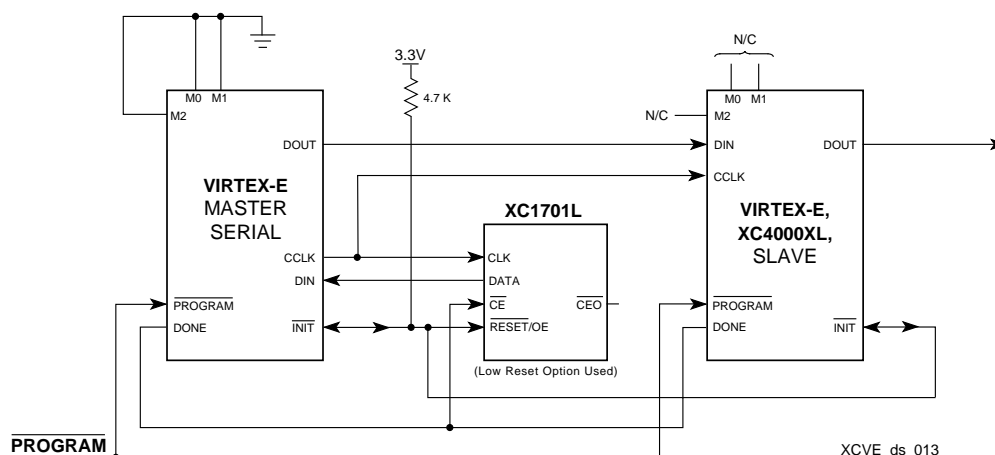 N/C
3.3V
M0 M1
4.7 K
M0 M1
M2
N/C
M2
DOUT
DIN
DOUT
CCLK
VIRTEX-E
MASTER
SERIAL
XC1701L
VIRTEX-E,
XC4000XL,
SLAVE
CCLK
CLK
DIN
DATA
PROGRAM
CE
CEO
PROGRAM
DONE
INIT
RESET/OE
DONE
INIT
(Low Reset Option Used)
PROGRAM
XCVE_ds_013